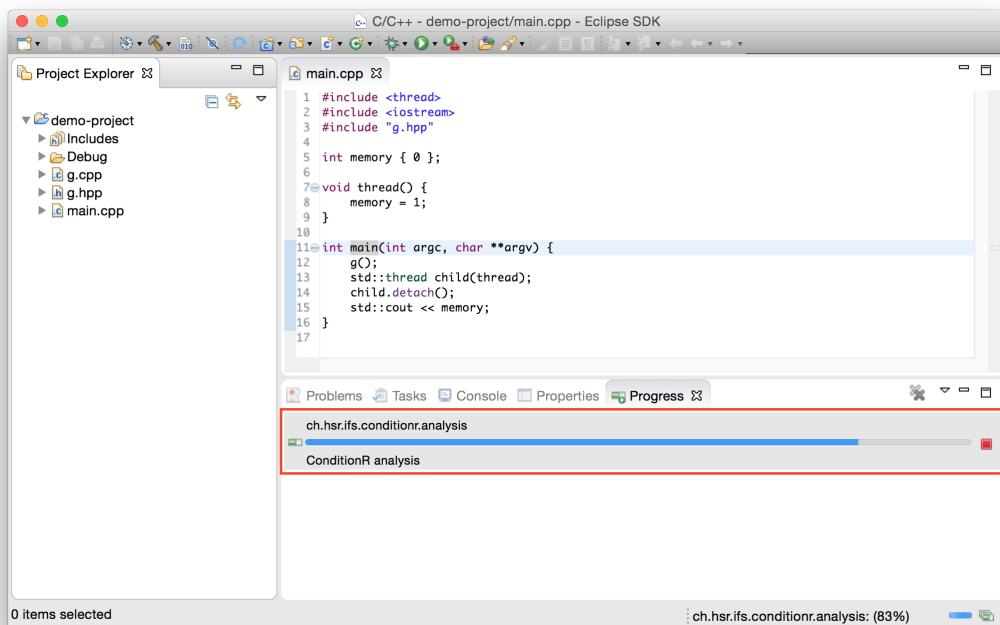 C/C++ - demo-project/main.cpp - Eclipse SDK
010
Project Explorer
demo-project
Includes
Debug
g.cpp
g.hpp
main.cpp
main.cpp
1 #include <thread>
2 #include <iostream>
3 #include "g.hpp"
4
5 int memory { 0 };
6
7 void thread() {
8 memory = 1;
9 }
10
11 int main(int argc, char **argv) {
12 g();
13 std::thread child(thread);
14 child.detach();
15 std::cout << memory;
16 }
17
Problems Tasks Console Properties Progress
ch.hsr.ifs.conditionr.analysis
ConditionR analysis
0 items selected
ch.hsr.ifs.conditionr.analysis: (83%)